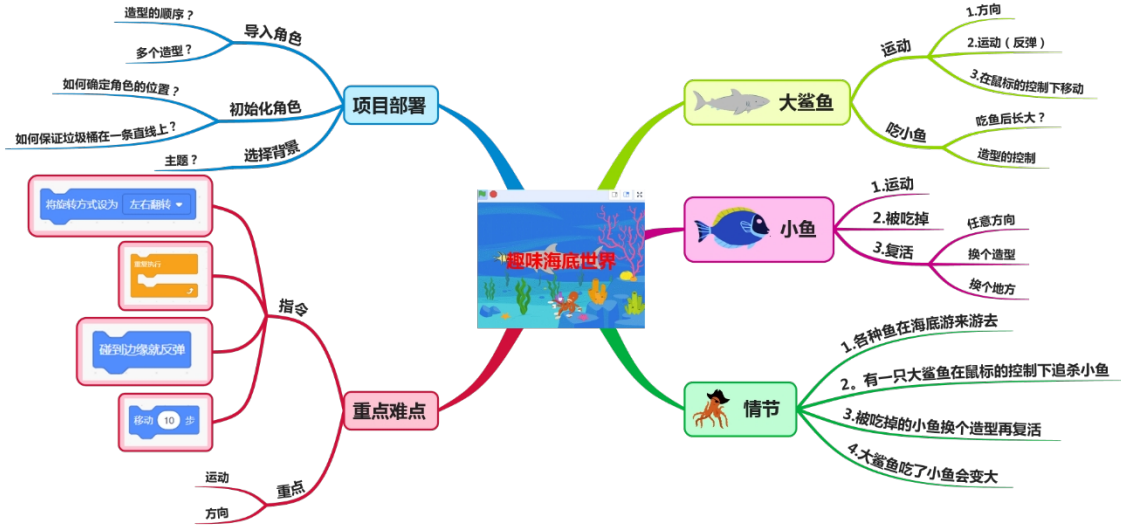 造型的顺序？
多个造型？
导入角色
如何确定角色的位置？
如何保证垃圾桶在一条直线上？
初始化角色
主题？
选择背景
项目部署
将旋转方式设为 左右翻转
重复执行
碰到边缘就反弹
移动 10 步
指令
运动
方向
重点
重点难点
趣味海底世界
大鲨鱼
运动
1.方向
2.运动（反弹）
3.在鼠标的控制下移动
吃小鱼
吃鱼后长大？
造型的控制
小鱼
1.运动
2.被吃掉
3.复活
任意方向
换个造型
换个地方
情节
1.各种鱼在海底游来游去
2。有一只大鲨鱼在鼠标的控制下追杀小鱼
3.被吃掉的小鱼换个造型再复活
4.大鲨鱼吃了小鱼会变大